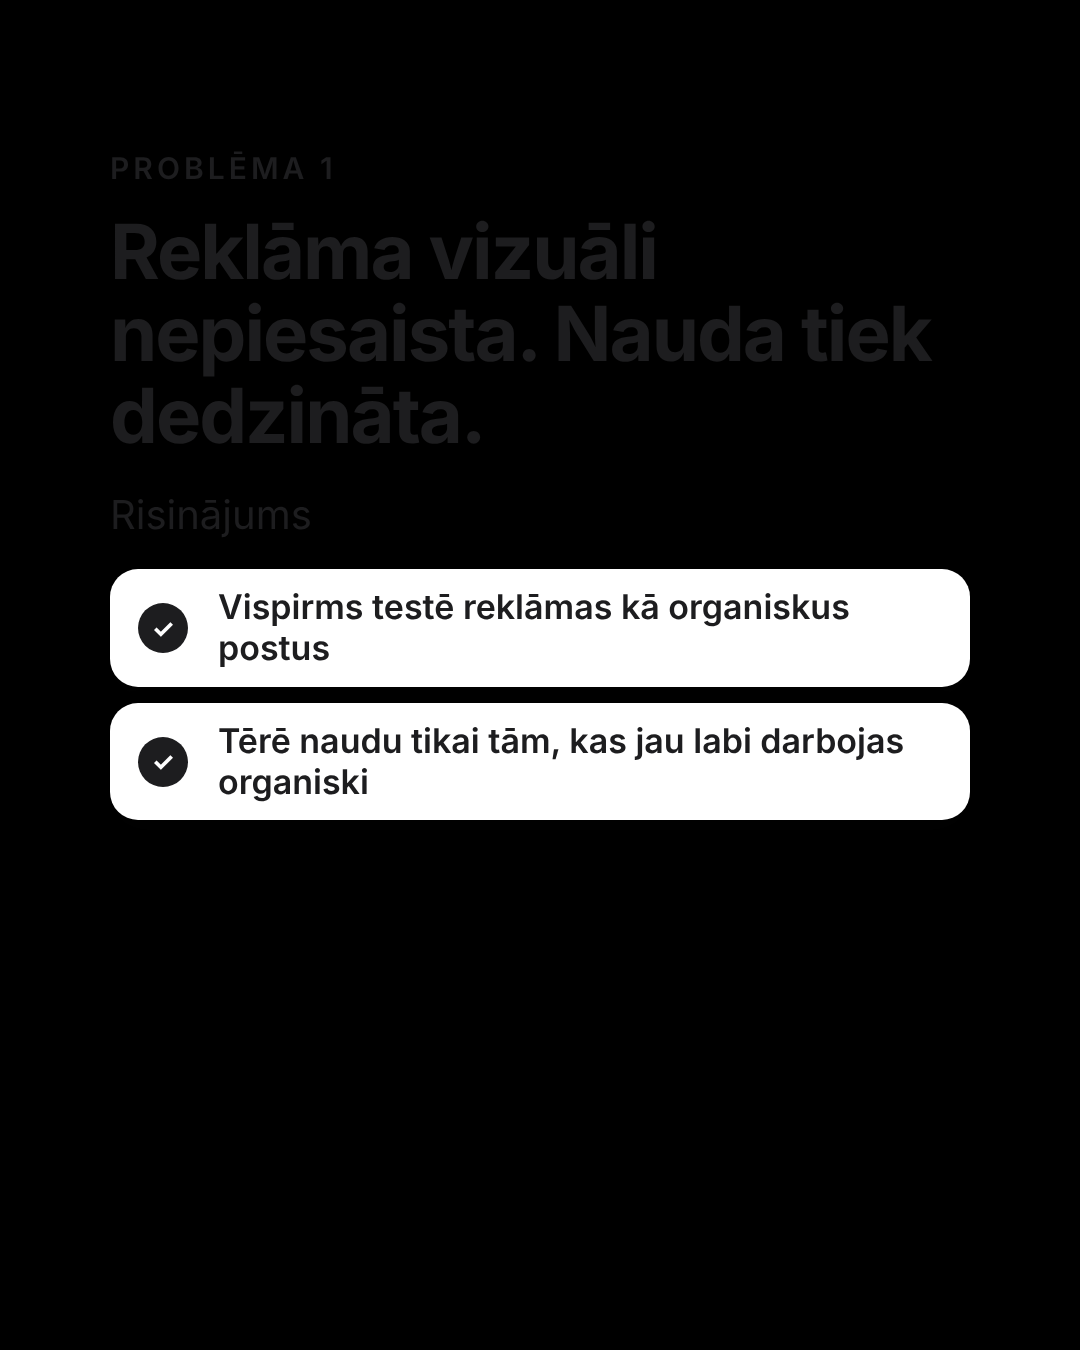 PROBLĒMA 1
Reklāma vizuāli
nepiesaista. Nauda tiek
dedzināta.
Risinājums
Vispirms testē reklāmas kā organiskus
postus
Tērē naudu tikai tām, kas jau labi darbojas
organiski